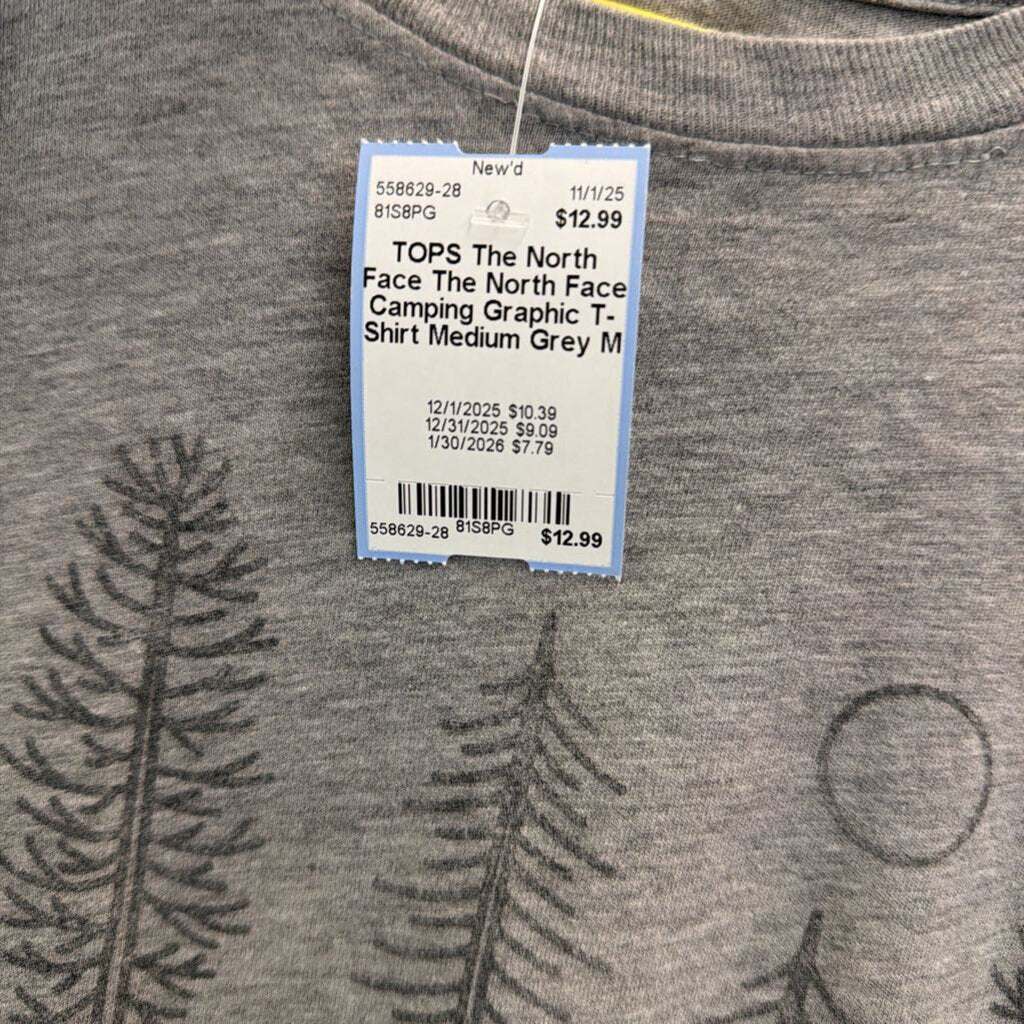 New'd
558629-28 11/1/25
81S8PG $12.99
TOPS The North
Face The North Face
Camping Graphic T-
Shirt Medium Grey M
12/1/2025 $10.39
12/31/2025 $9.09
1/30/2026 $7.79
558629-28 81S8PG $12.99